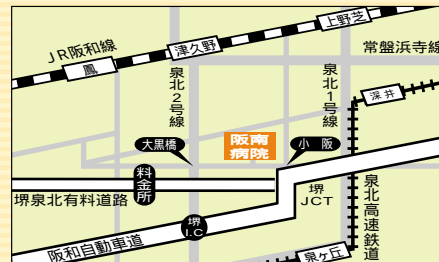 上野芝
JR阪和線
津久野
鳳
常盤浜寺線
泉北2号線
泉北1号線
深井
大黒橋
阪南
病院
小阪
料金所
堺泉北有料道路
堺
JCT
堺
I.C
泉北高速鉄道
阪和自動車道
泉ヶ丘